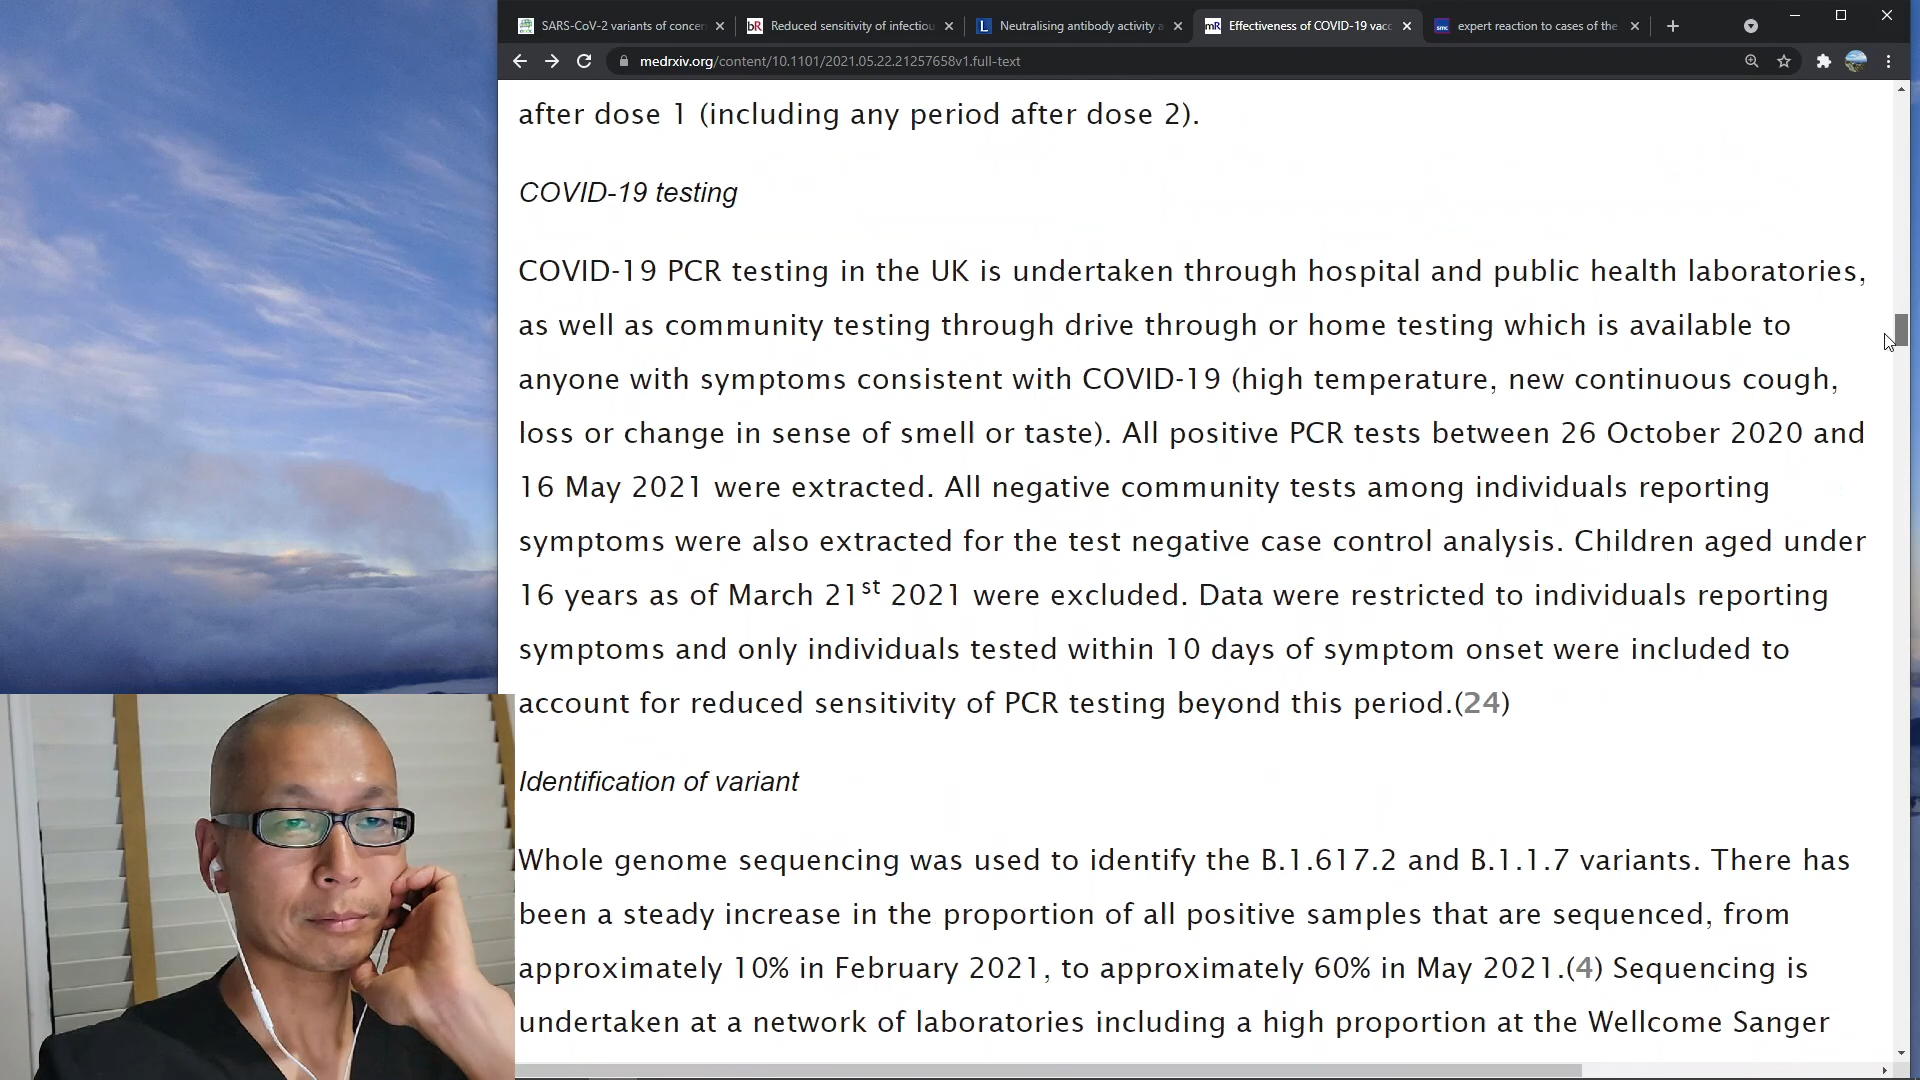 SARS-CoV-2 variants of concer
bR Reduced sensitivity of infectiou
L Neutralising antibody activity a
mR Effectiveness of COVID-19 vacc
smc expert reaction to cases of the
medrxiv.org/content/10.1101/2021.05.22.21257658v1.full-text
after dose 1 (including any period after dose 2).
COVID-19 testing
COVID-19 PCR testing in the UK is undertaken through hospital and public health laboratories,
as well as community testing through drive through or home testing which is available to
anyone with symptoms consistent with COVID-19 (high temperature, new continuous cough,
loss or change in sense of smell or taste). All positive PCR tests between 26 October 2020 and
16 May 2021 were extracted. All negative community tests among individuals reporting
symptoms were also extracted for the test negative case control analysis. Children aged under
16 years as of March 21st 2021 were excluded. Data were restricted to individuals reporting
symptoms and only individuals tested within 10 days of symptom onset were included to
account for reduced sensitivity of PCR testing beyond this period.(24)
Identification of variant
Whole genome sequencing was used to identify the B.1.617.2 and B.1.1.7 variants. There has
been a steady increase in the proportion of all positive samples that are sequenced, from
approximately 10% in February 2021, to approximately 60% in May 2021.(4) Sequencing is
undertaken at a network of laboratories including a high proportion at the Wellcome Sanger